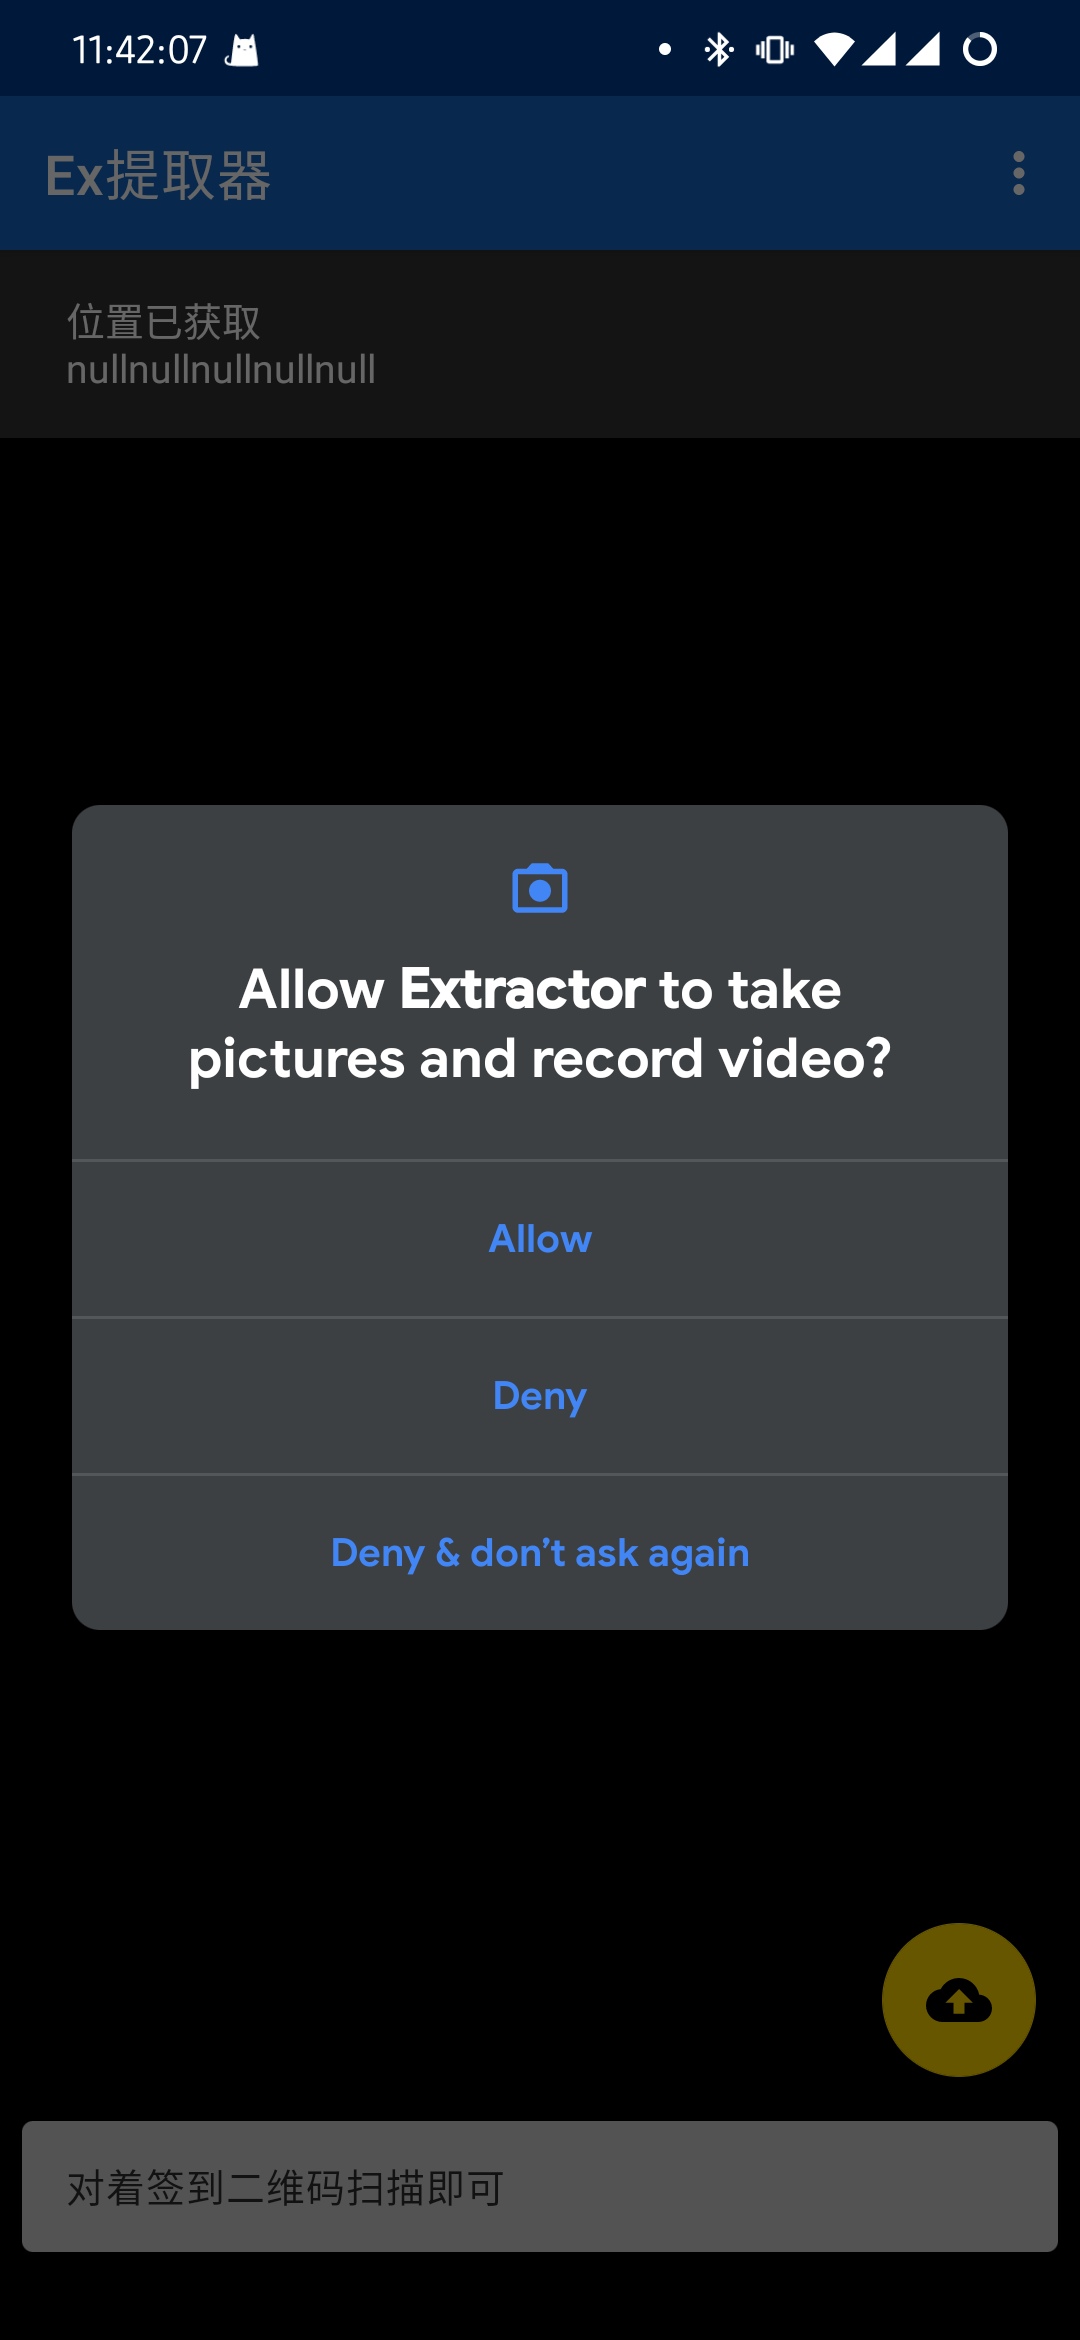 11:42:07
Ex提取器
位置已获取
nullnullnullnullnull
Allow Extractor to take
pictures and record video?
Allow
Deny
Deny & don’t ask again
对着签到二维码扫描即可